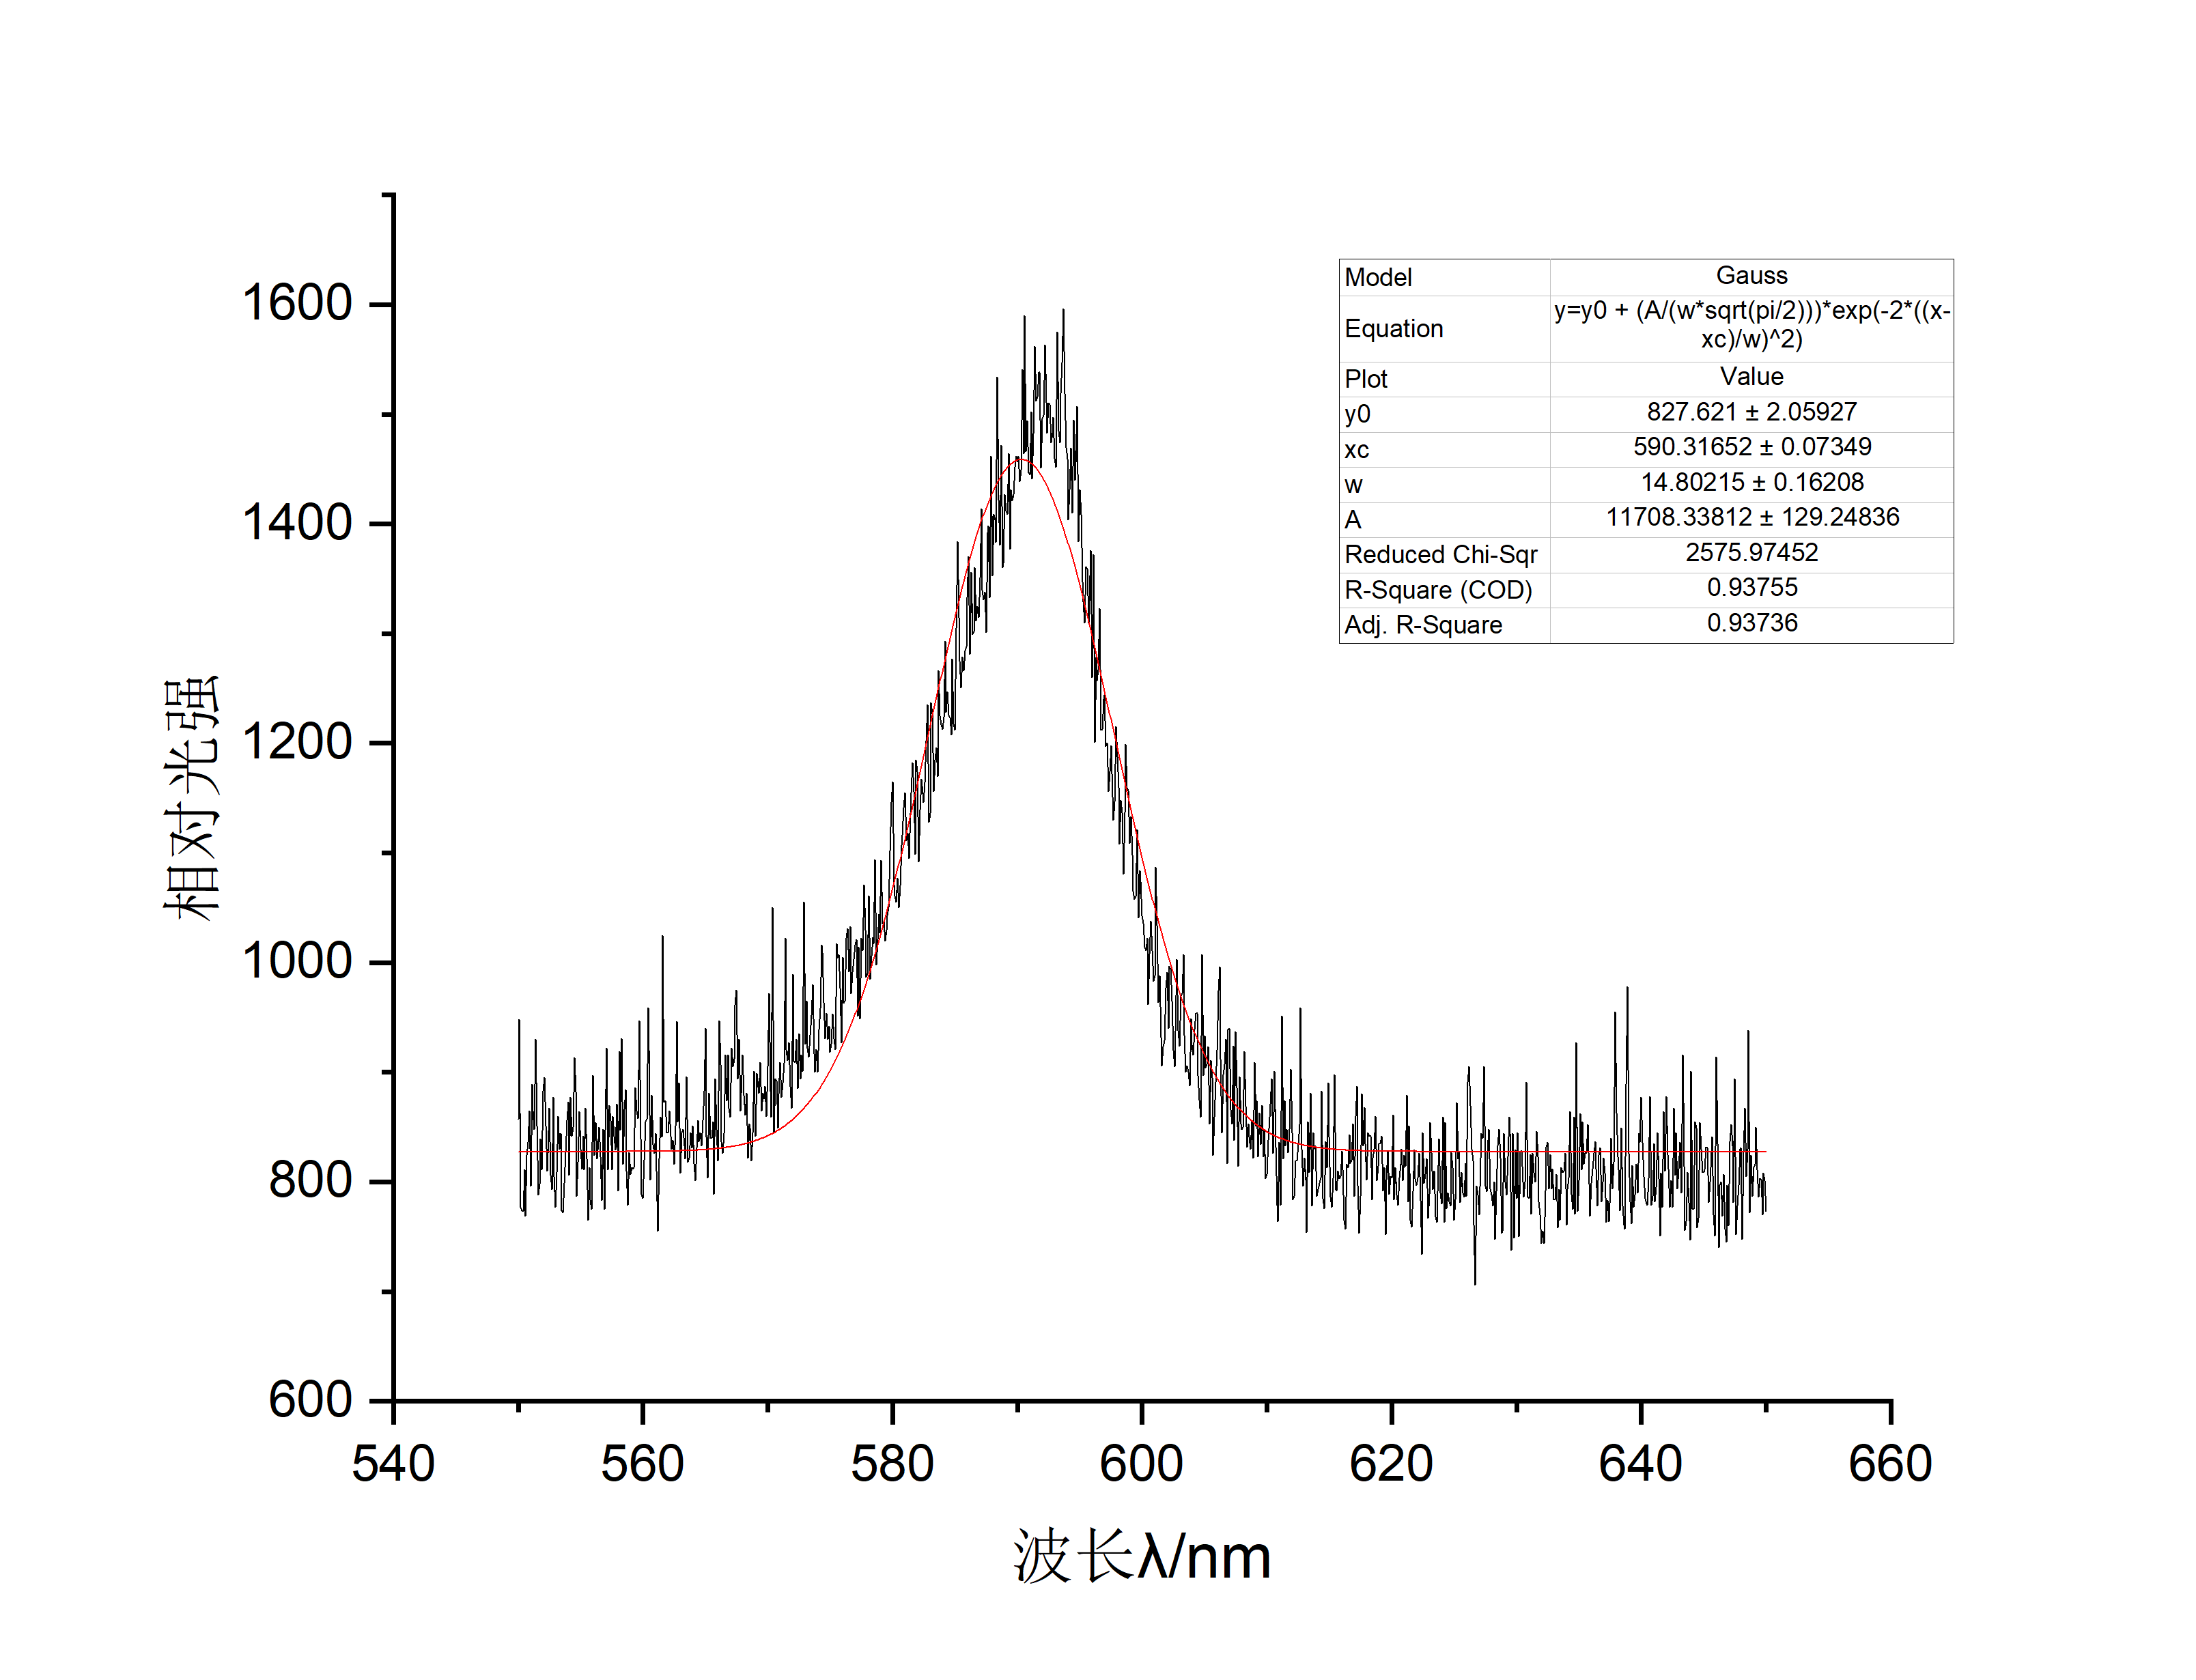 1600
1400
1200
1000
800
600
相对光强
540 560 580 600 620 640 660
波长λ/nm
Model Gauss
Equation y=y0 + (A/(w*sqrt(pi/2)))*exp(-2*((x-
xc)/w)^2)
Plot Value
y0 827.621 ± 2.05927
xc 590.31652 ± 0.07349
w 14.80215 ± 0.16208
A 11708.33812 ± 129.24836
Reduced Chi-Sqr 2575.97452
R-Square (COD) 0.93755
Adj. R-Square 0.93736